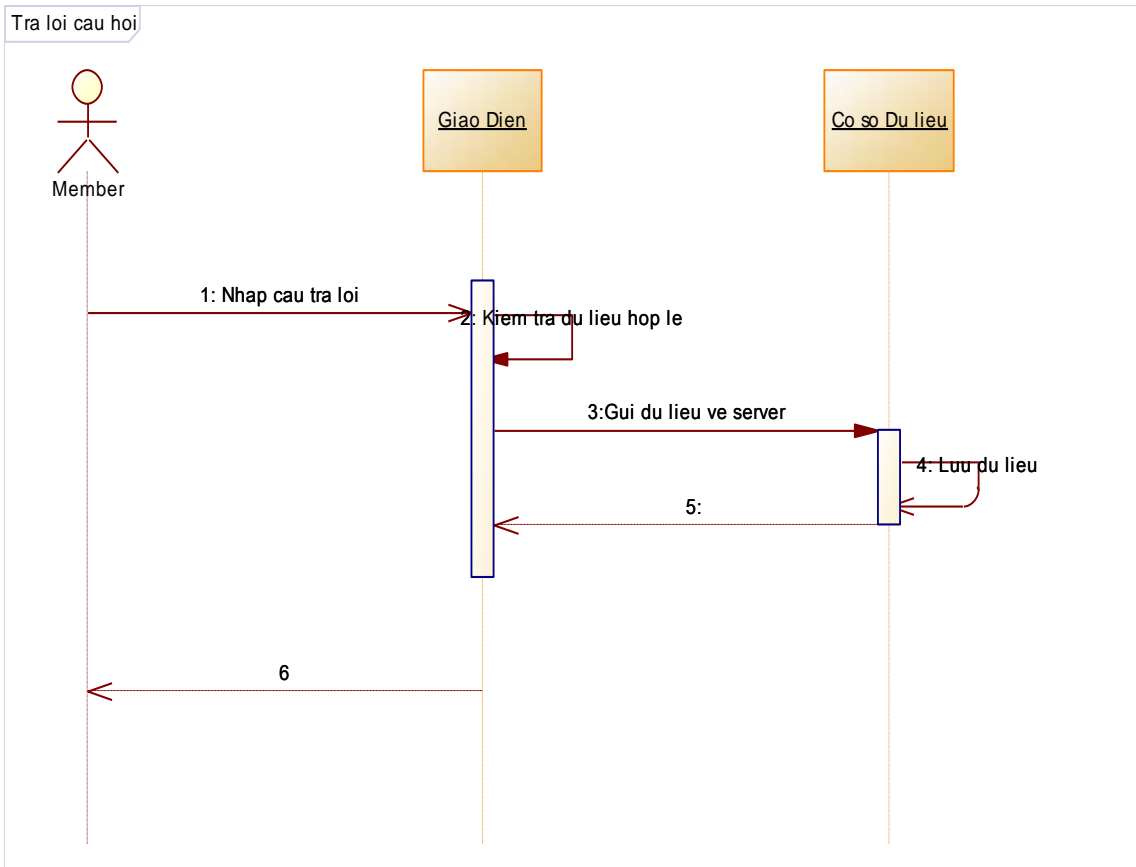 Tra loi cau hoi
Giao Dien
Co so Du lieu
Member
1: Nhap cau tra loi
2: Kiem tra du lieu hop le
3:Gui du lieu ve server
4: Luu du lieu
5:
6